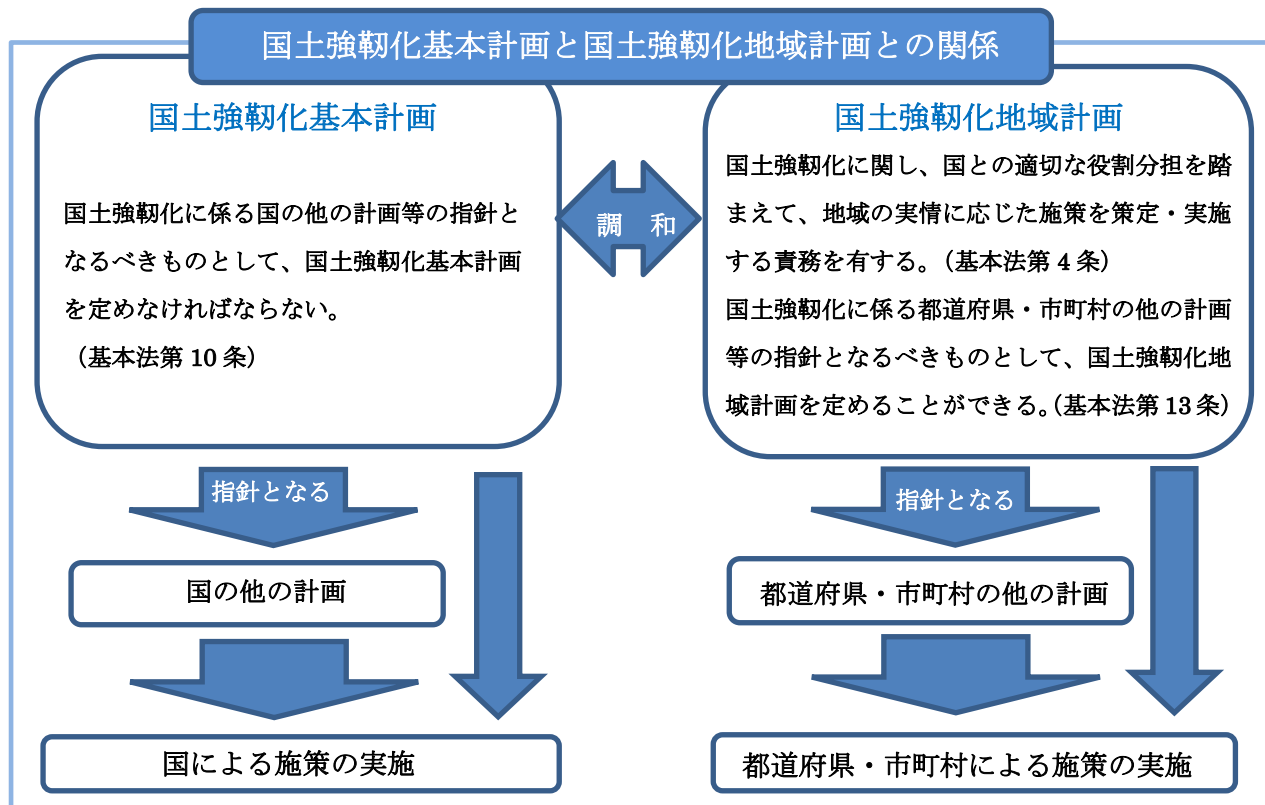 国土強靱化基本計画と国土強靱化地域計画との関係
国土強靱化基本計画
国土強靱化に係る国の他の計画等の指針と
なるべきものとして、国土強靱化基本計画
を定めなければならない。
（基本法第 10 条）
調　和
国土強靱化地域計画
国土強靱化に関し、国との適切な役割分担を踏
まえて、地域の実情に応じた施策を策定・実施
する責務を有する。（基本法第 4 条）
国土強靱化に係る都道府県・市町村の他の計画
等の指針となるべきものとして、国土強靱化地
域計画を定めることができる。（基本法第 13 条）
指針となる
国の他の計画
国による施策の実施
指針となる
都道府県・市町村の他の計画
都道府県・市町村による施策の実施